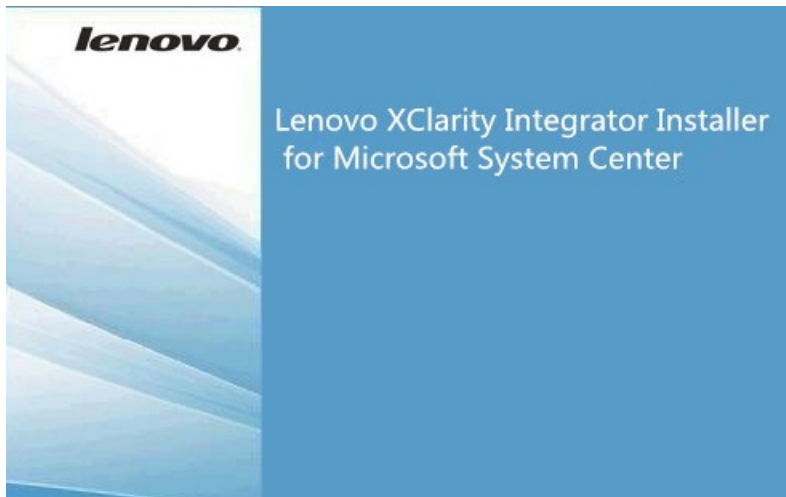 lenovo.
Lenovo XClarity Integrator Installer
for Microsoft System Center